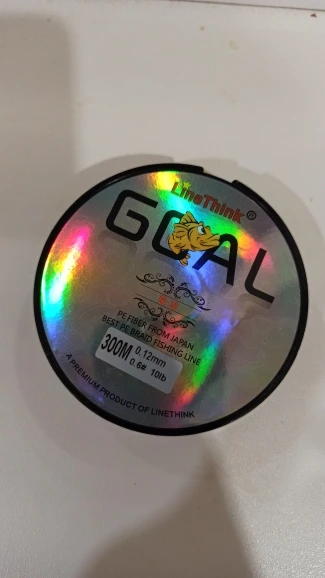 LineThink®
GOAL
PE FIBER FROM JAPAN
BEST PE BRAID FISHING LINE
300M 0.12mm
0.6# 10lb
A PREMIUM PRODUCT OF LINETHINK